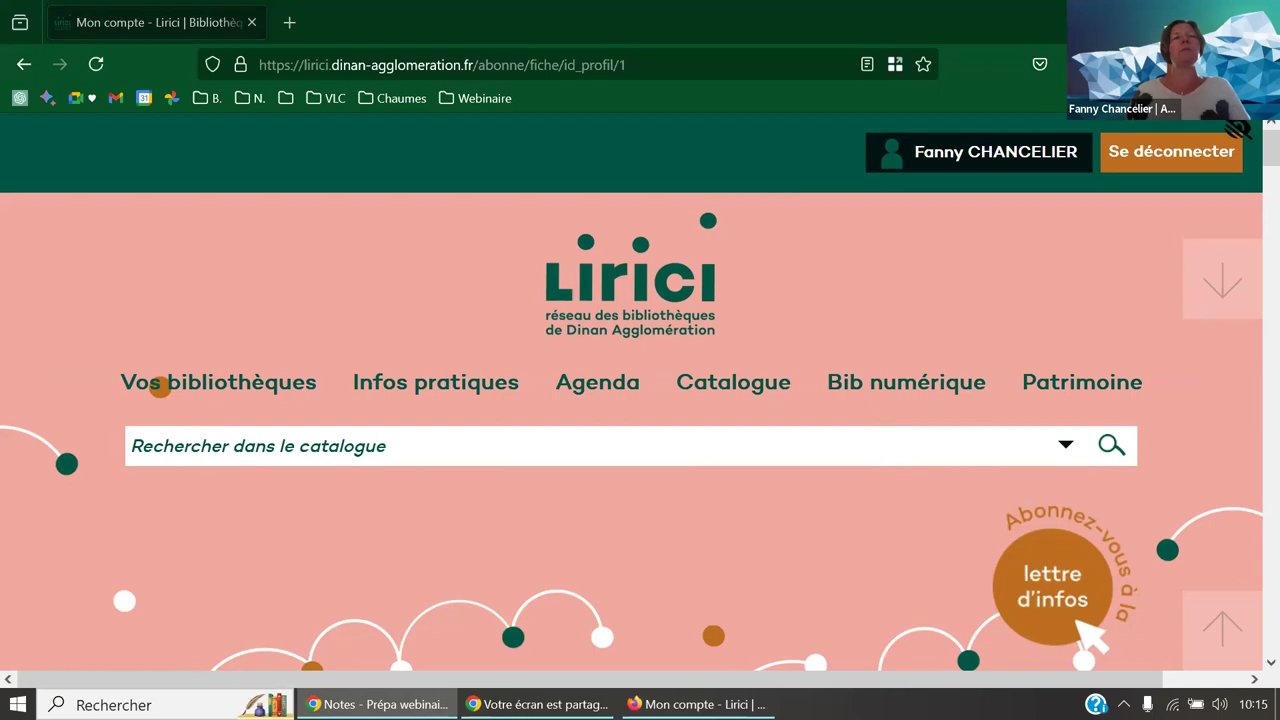 Mon compte - Lirici | Bibliothèq
https://lirici.dinan-agglomeration.fr/abonne/fiche/id_profil/1
B.
N.
VLC
Chaumes
Webinaire
Fanny Chancelier | A...
Fanny CHANCELIER
Se déconnecter
Lirici
réseau des bibliothèques
de Dinan Agglomération
Vos bibliothèques
Infos pratiques
Agenda
Catalogue
Bib numérique
Patrimoine
Rechercher dans le catalogue
Abonnez-vous à la
lettre
d'infos
Rechercher
Notes - Prépa webinai...
Votre écran est partag...
Mon compte - Lirici | ...
10:15